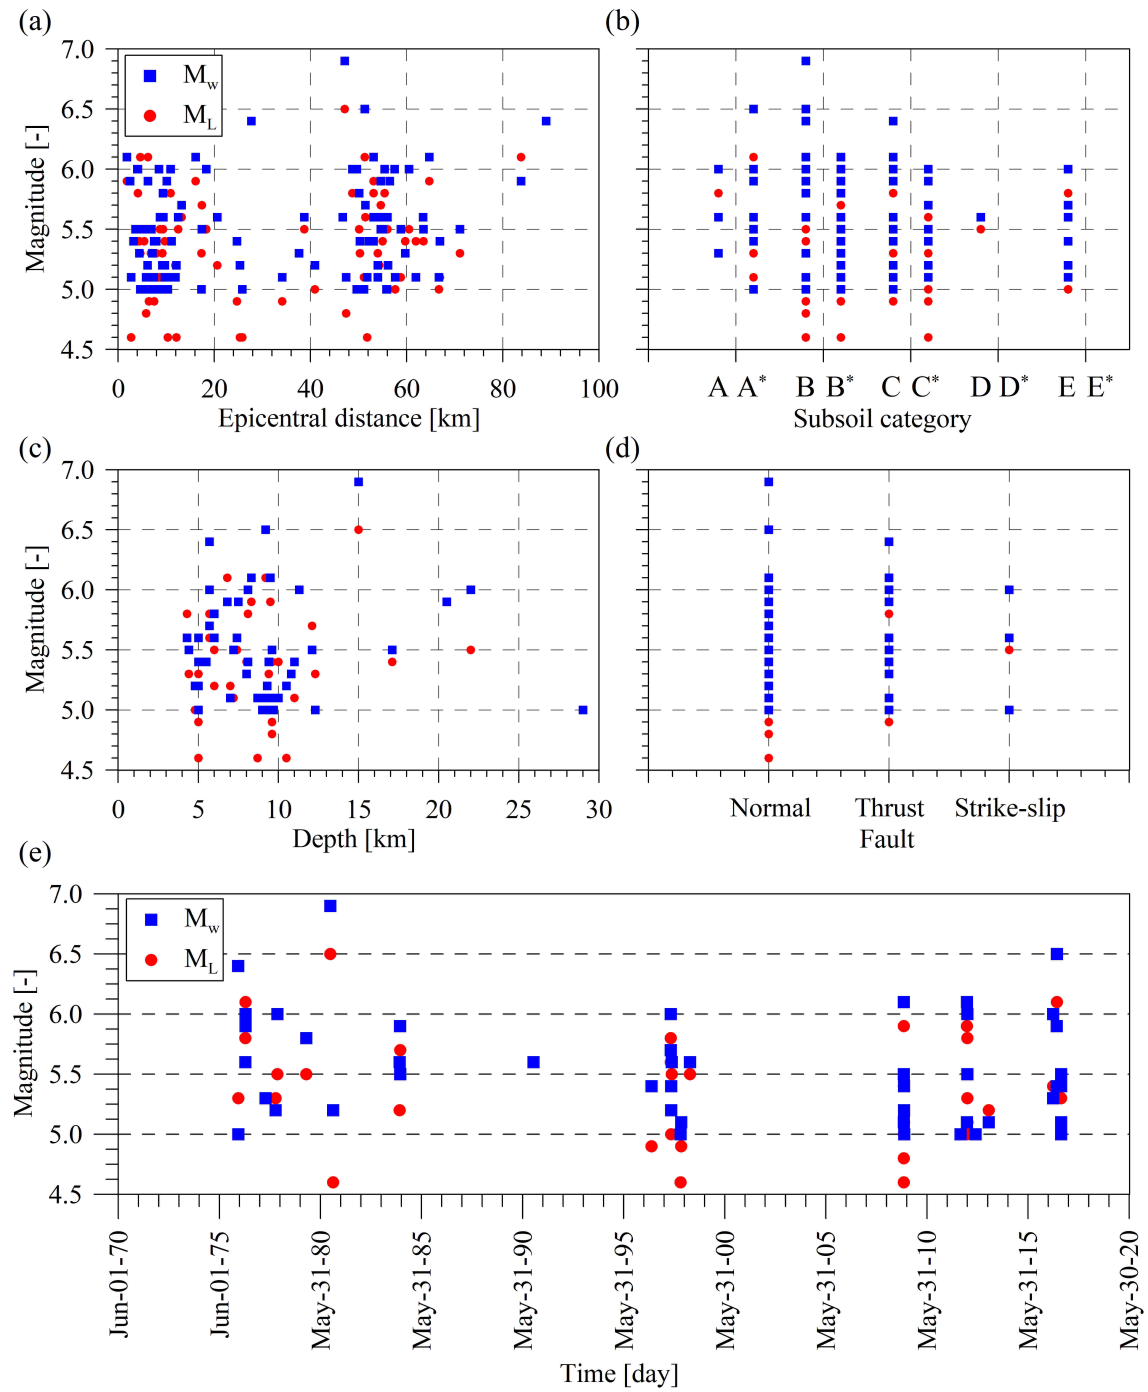 (a)
Magnitude [-]
7.0
6.5
6.0
5.5
5.0
4.5
M_w
M_L
0 20 40 60 80 100
Epicentral distance [km]
(b)
A A* B B* C C* D D* E E*
Subsoil category
(c)
Magnitude [-]
7.0
6.5
6.0
5.5
5.0
4.5
0 5 10 15 20 25 30
Depth [km]
(d)
Normal Thrust Strike-slip
Fault
(e)
Magnitude [-]
7.0
6.5
6.0
5.5
5.0
4.5
M_w
M_L
Jun-01-70
Jun-01-75
May-31-80
May-31-85
May-31-90
May-31-95
May-31-00
May-31-05
May-31-10
May-31-15
May-30-20
Time [day]